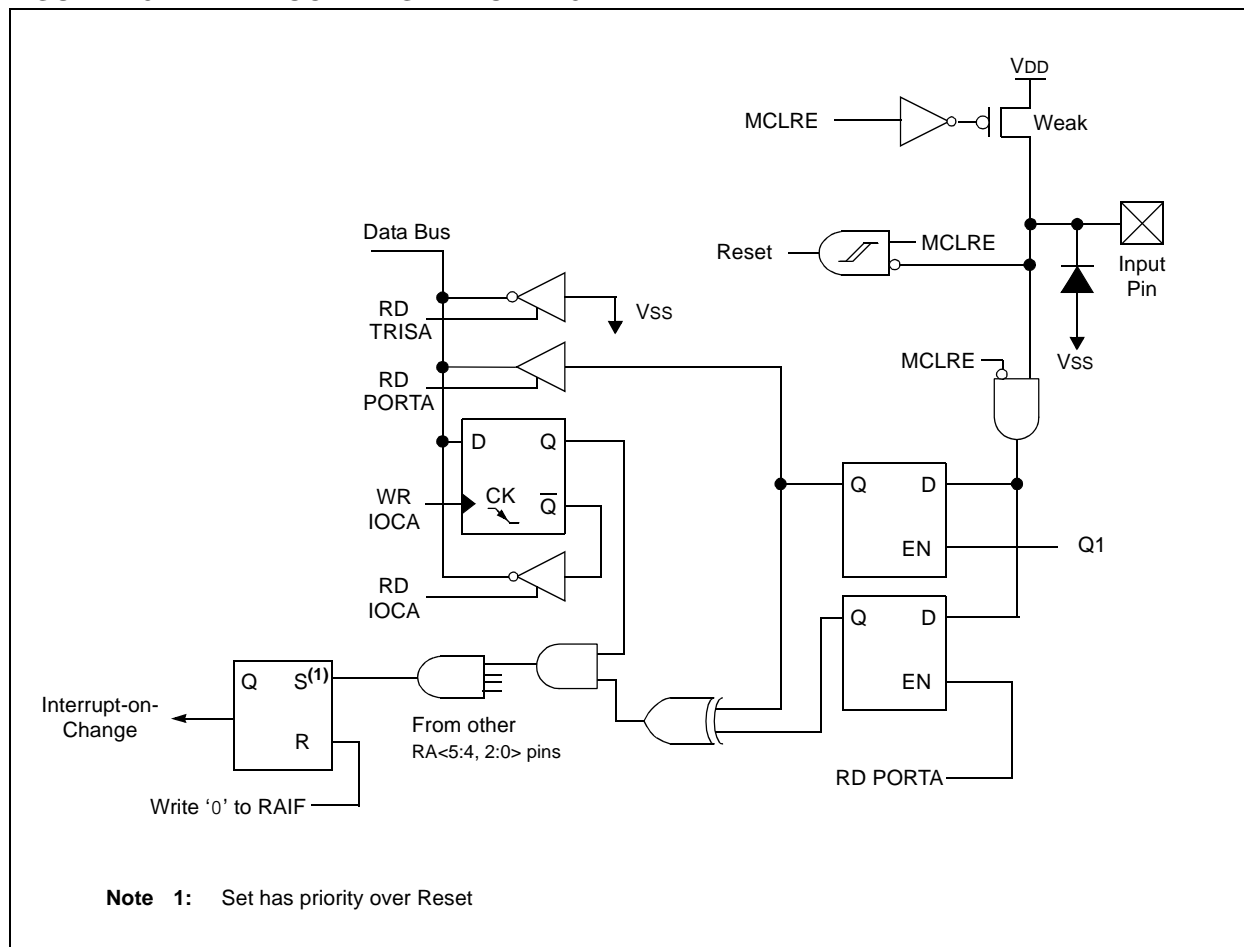 VDD
MCLRE
Weak
Data Bus
Reset
MCLRE
Input
Pin
RD
TRISA
VSS
VSS
RD
PORTA
MCLRE
D
Q
Q
D
WR
IOCA
CK
Q
EN
Q1
RD
IOCA
Q
D
EN
Q
S(1)
R
Interrupt-on-
Change
From other
RA<5:4, 2:0> pins
RD PORTA
Write ‘0’ to RAIF
Note 1: Set has priority over Reset